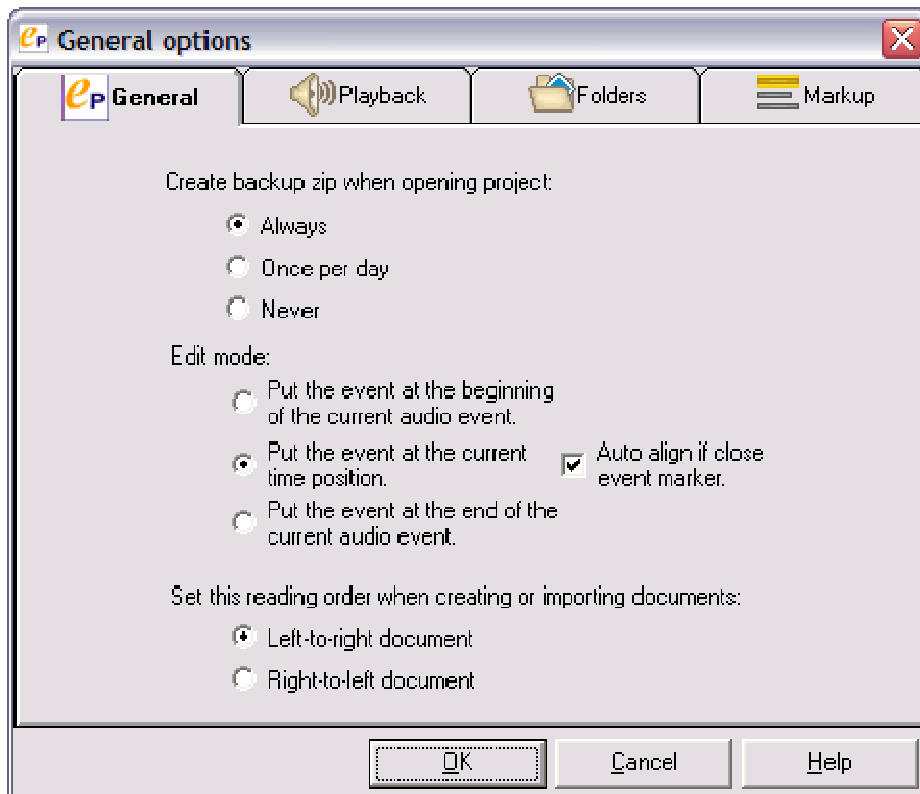 eP General options
eP General Playback Folders Markup
Create backup zip when opening project:
Always
Once per day
Never
Edit mode:
Put the event at the beginning
of the current audio event.
Put the event at the current
time position.
Auto align if close
event marker.
Put the event at the end of the
current audio event.
Set this reading order when creating or importing documents:
Left-to-right document
Right-to-left document
OK Cancel Help